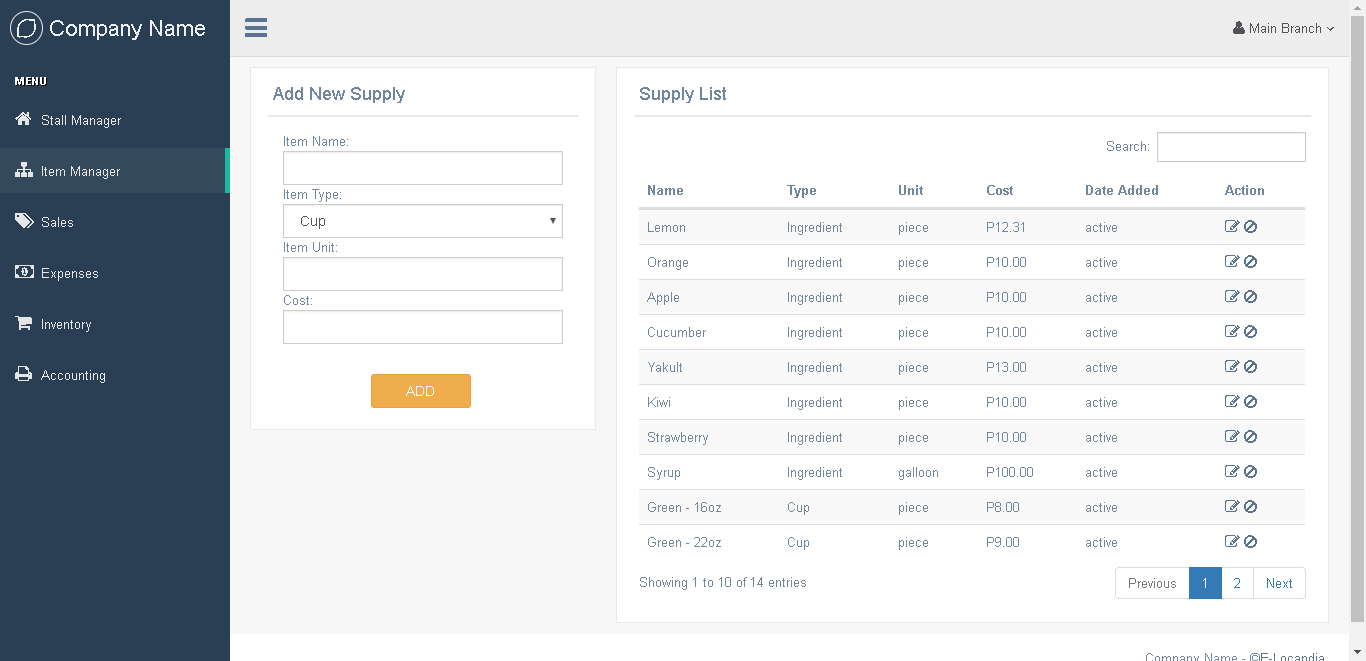 Company Name
Main Branch
MENU
Stall Manager
Item Manager
Sales
Expenses
Inventory
Accounting
Add New Supply
Item Name:
Item Type:
Cup
Item Unit:
Cost:
ADD
Supply List
Search:
Name Type Unit Cost Date Added Action
Lemon Ingredient piece P12.31 active
Orange Ingredient piece P10.00 active
Apple Ingredient piece P10.00 active
Cucumber Ingredient piece P10.00 active
Yakult Ingredient piece P13.00 active
Kiwi Ingredient piece P10.00 active
Strawberry Ingredient piece P10.00 active
Syrup Ingredient galloon P100.00 active
Green - 16oz Cup piece P8.00 active
Green - 22oz Cup piece P9.00 active
Showing 1 to 10 of 14 entries
Previous 1 2 Next
Company Name - ©E-Locandia